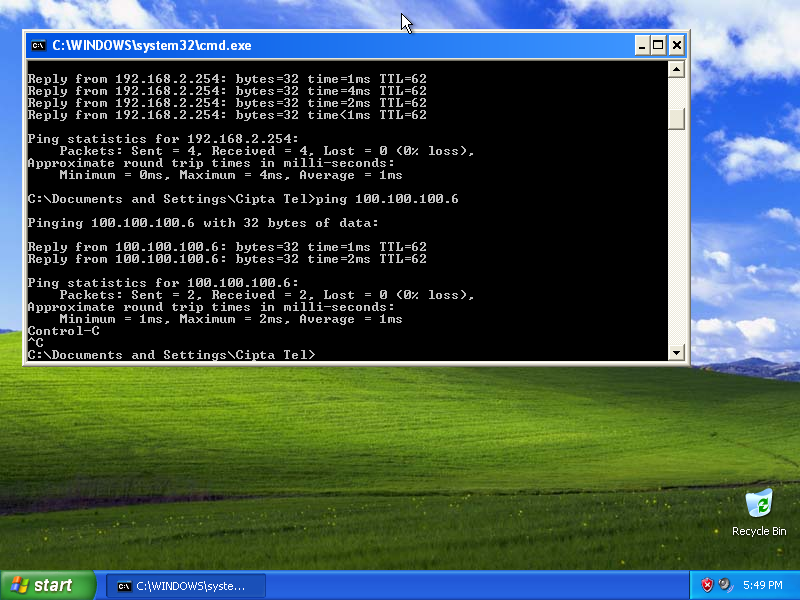 C:\WINDOWS\system32\cmd.exe
Reply from 192.168.2.254: bytes=32 time=1ms TTL=62
Reply from 192.168.2.254: bytes=32 time=4ms TTL=62
Reply from 192.168.2.254: bytes=32 time=2ms TTL=62
Reply from 192.168.2.254: bytes=32 time<1ms TTL=62
Ping statistics for 192.168.2.254:
Packets: Sent = 4, Received = 4, Lost = 0 (0% loss),
Approximate round trip times in milli-seconds:
Minimum = 0ms, Maximum = 4ms, Average = 1ms
C:\Documents and Settings\Cipta Tel>ping 100.100.100.6
Pinging 100.100.100.6 with 32 bytes of data:
Reply from 100.100.100.6: bytes=32 time=1ms TTL=62
Reply from 100.100.100.6: bytes=32 time=2ms TTL=62
Ping statistics for 100.100.100.6:
Packets: Sent = 2, Received = 2, Lost = 0 (0% loss),
Approximate round trip times in milli-seconds:
Minimum = 1ms, Maximum = 2ms, Average = 1ms
Control-C
^C
C:\Documents and Settings\Cipta Tel>
Recycle Bin
start
C:\WINDOWS\syste...
5:49 PM